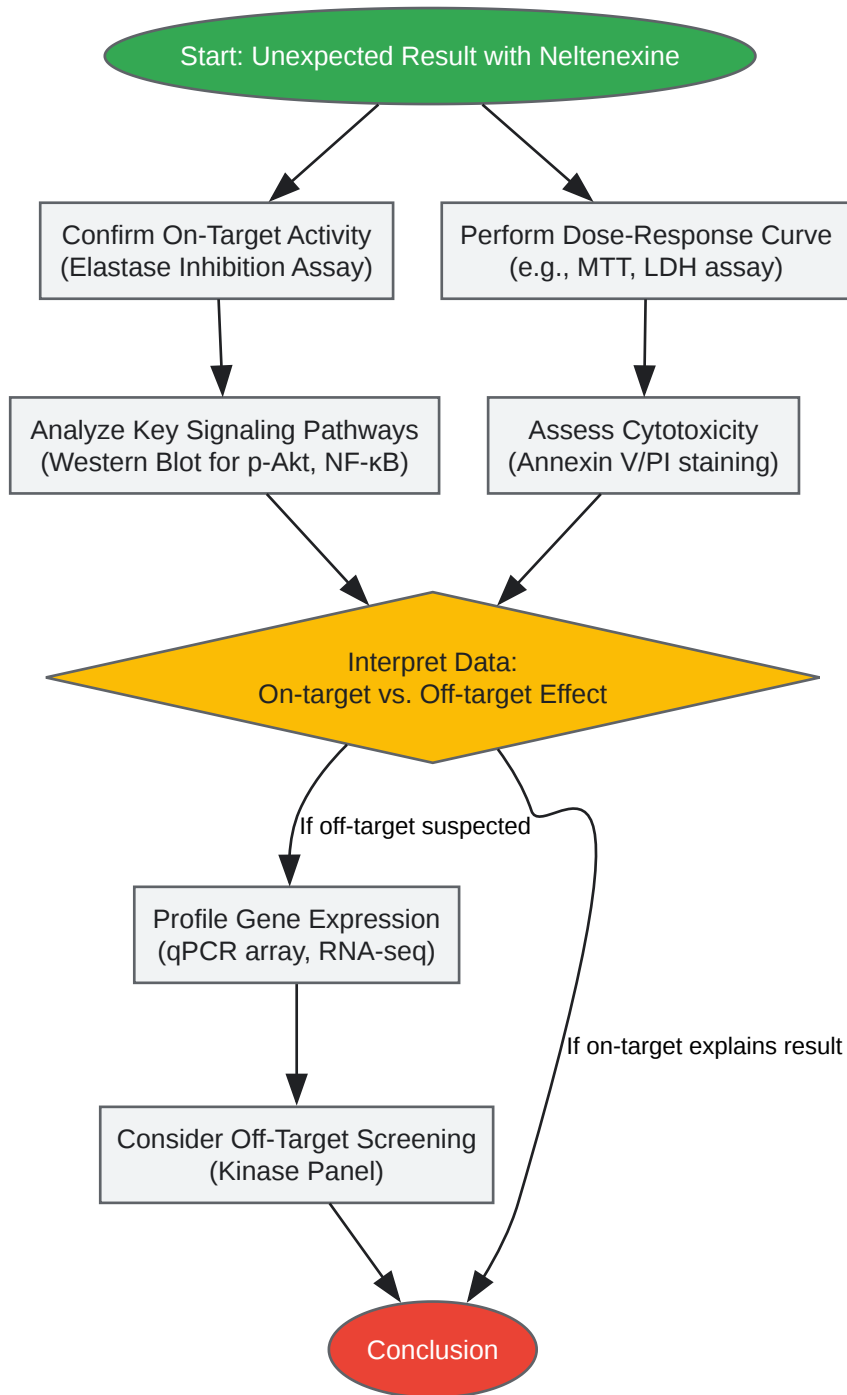 Start: Unexpected Result with Neltenexine
Confirm On-Target Activity
(Elastase Inhibition Assay)
Perform Dose-Response Curve
(e.g., MTT, LDH assay)
Analyze Key Signaling Pathways
(Western Blot for p-Akt, NF-κB)
Assess Cytotoxicity
(Annexin V/PI staining)
Interpret Data:
On-target vs. Off-target Effect
If off-target suspected
Profile Gene Expression
(qPCR array, RNA-seq)
If on-target explains result
Consider Off-Target Screening
(Kinase Panel)
Conclusion